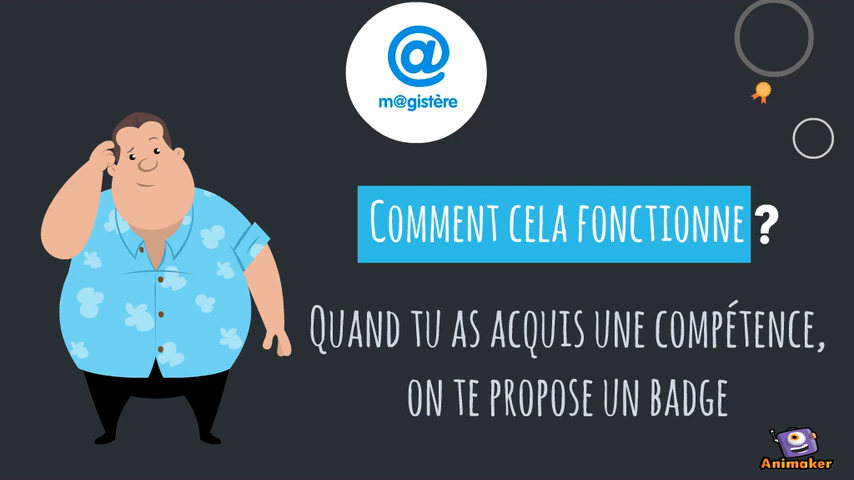 @
m@gistère
Comment cela fonctionne ?
Quand tu as acquis une compétence,
on te propose un badge
Animaker